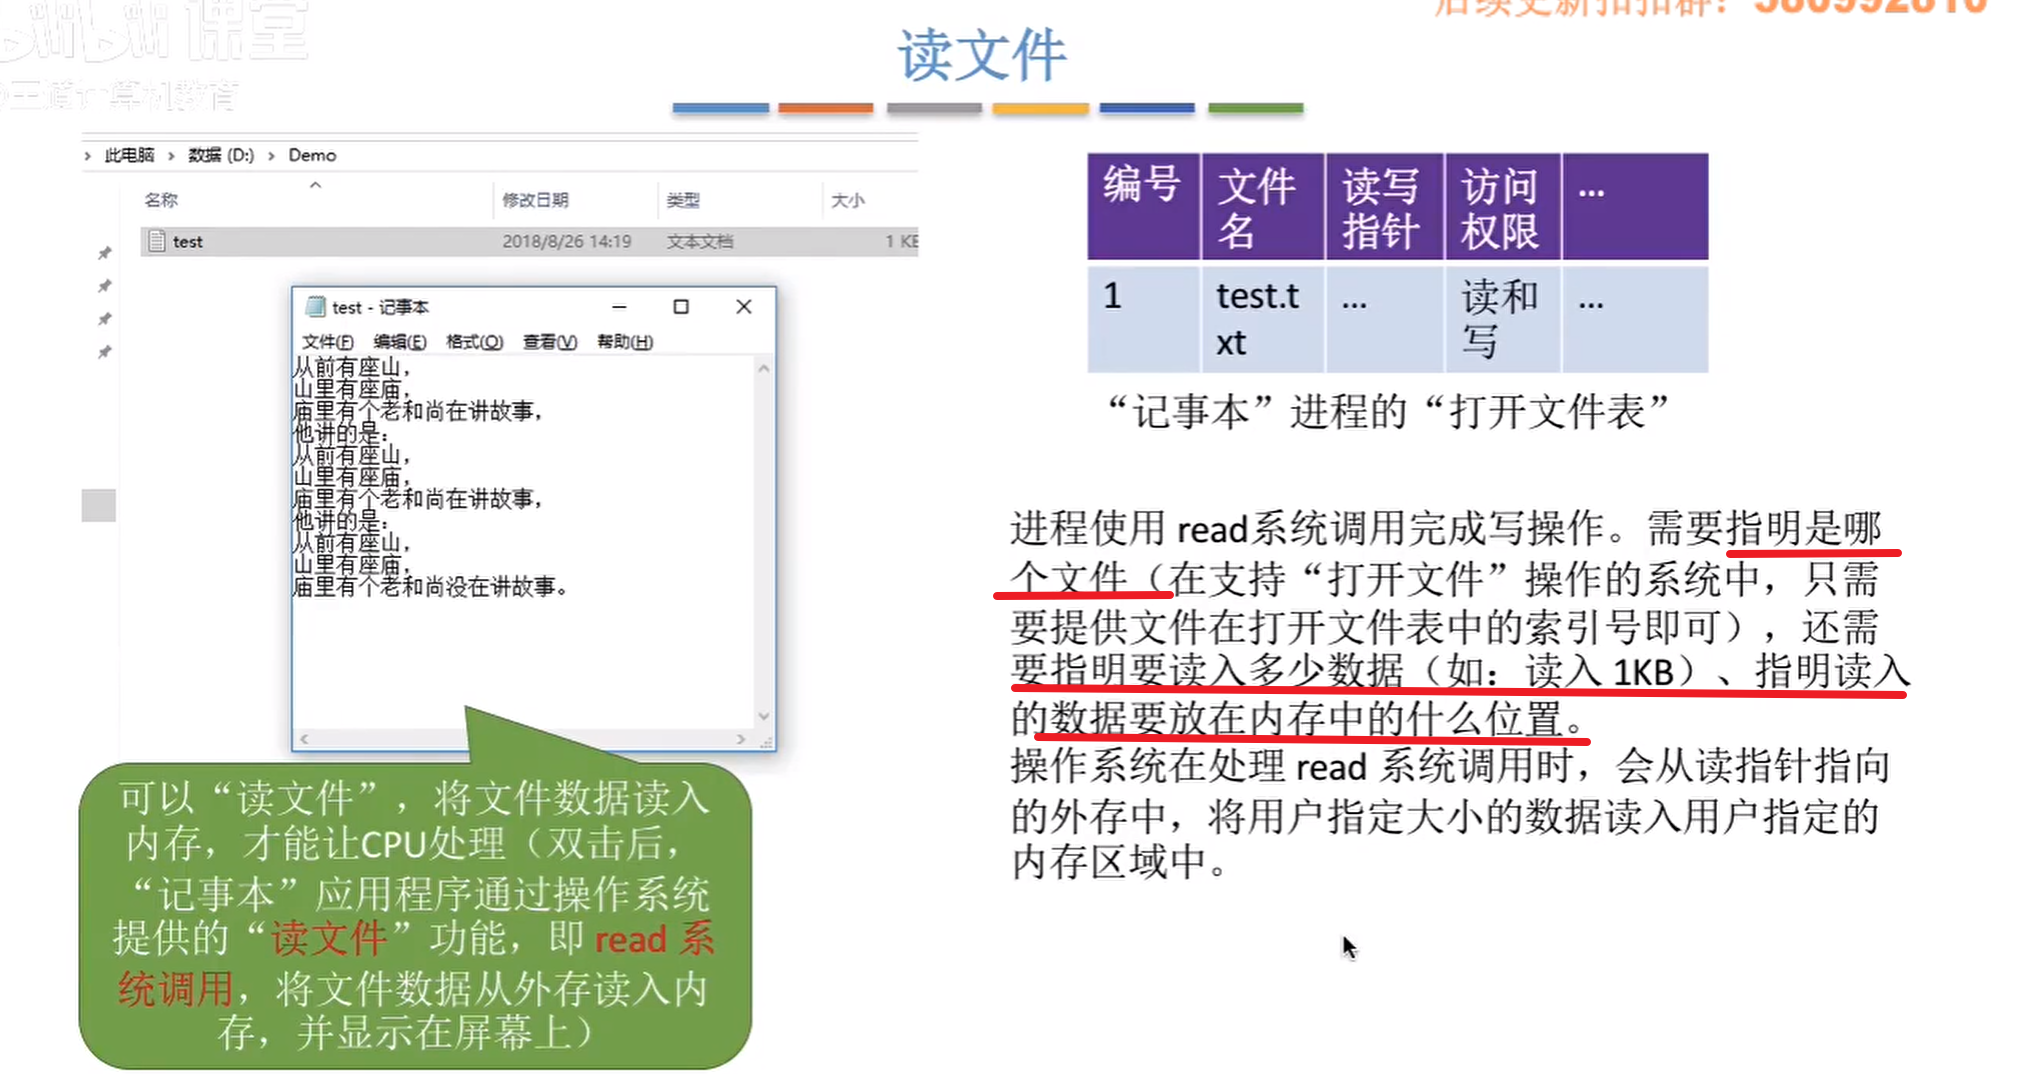 课堂
@王道计算机教育
读文件
› 此电脑 › 数据 (D:) › Demo
名称 修改日期 类型 大小
test 2018/8/26 14:19 文本文档 1 KB
test - 记事本
文件(F) 编辑(E) 格式(O) 查看(V) 帮助(H)
从前有座山，
山里有座庙，
庙里有个老和尚在讲故事，
他讲的是：
从前有座山，
山里有座庙，
庙里有个老和尚在讲故事，
他讲的是：
从前有座山，
山里有座庙，
庙里有个老和尚没在讲故事。
可以“读文件”，将文件数据读入
内存，才能让CPU处理（双击后，
“记事本”应用程序通过操作系统
提供的“读文件”功能，即 read 系
统调用，将文件数据从外存读入内
存，并显示在屏幕上）
编号 文件 读写 访问 …
名 指针 权限
1 test.t … 读和 …
xt 写
“记事本”进程的“打开文件表”
进程使用 read系统调用完成写操作。需要指明是哪
个文件（在支持“打开文件”操作的系统中，只需
要提供文件在打开文件表中的索引号即可），还需
要指明要读入多少数据（如：读入 1KB）、指明读入
的数据要放在内存中的什么位置。
操作系统在处理 read 系统调用时，会从读指针指向
的外存中，将用户指定大小的数据读入用户指定的
内存区域中。